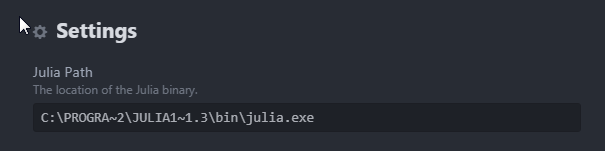 Settings
Julia Path
The location of the Julia binary.
C:\PROGRA~2\JULIA1~1.3\bin\julia.exe